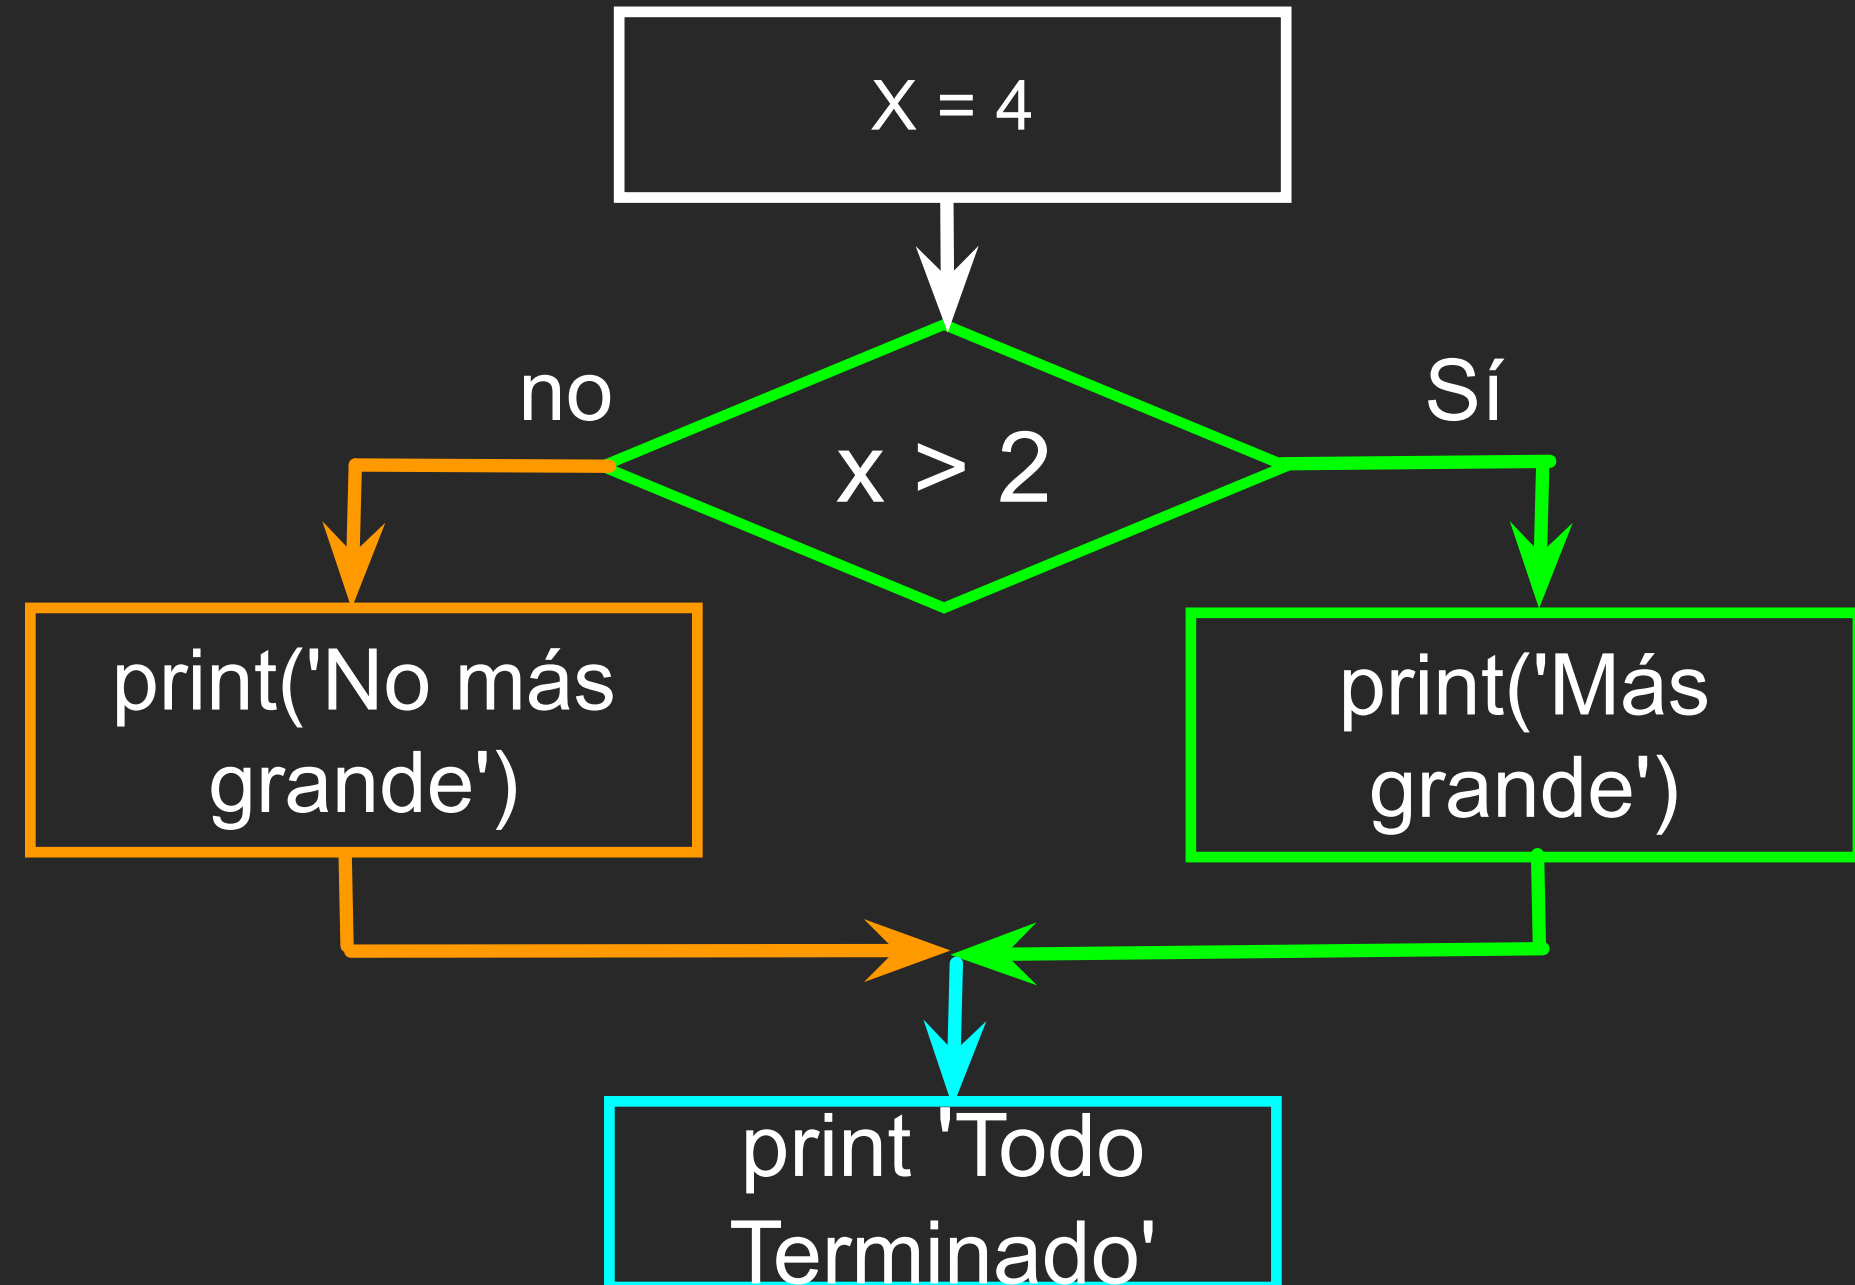 X = 4
no
Sí
x > 2
print('No más
grande')
print('Más
grande')
print 'Todo
Terminado'